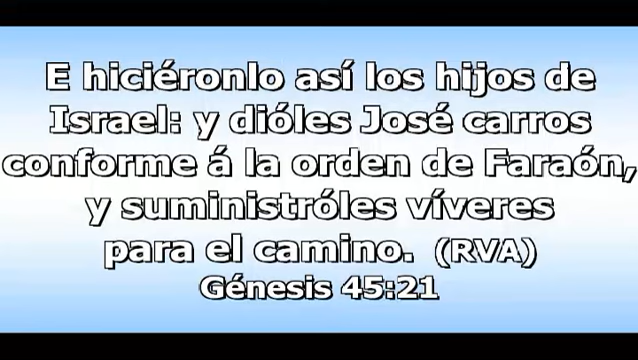 E hiciéronlo así los hijos de
Israel: y dióles José carros
conforme á la orden de Faraón,
y suministróles víveres
para el camino. (RVA)
Génesis 45:21